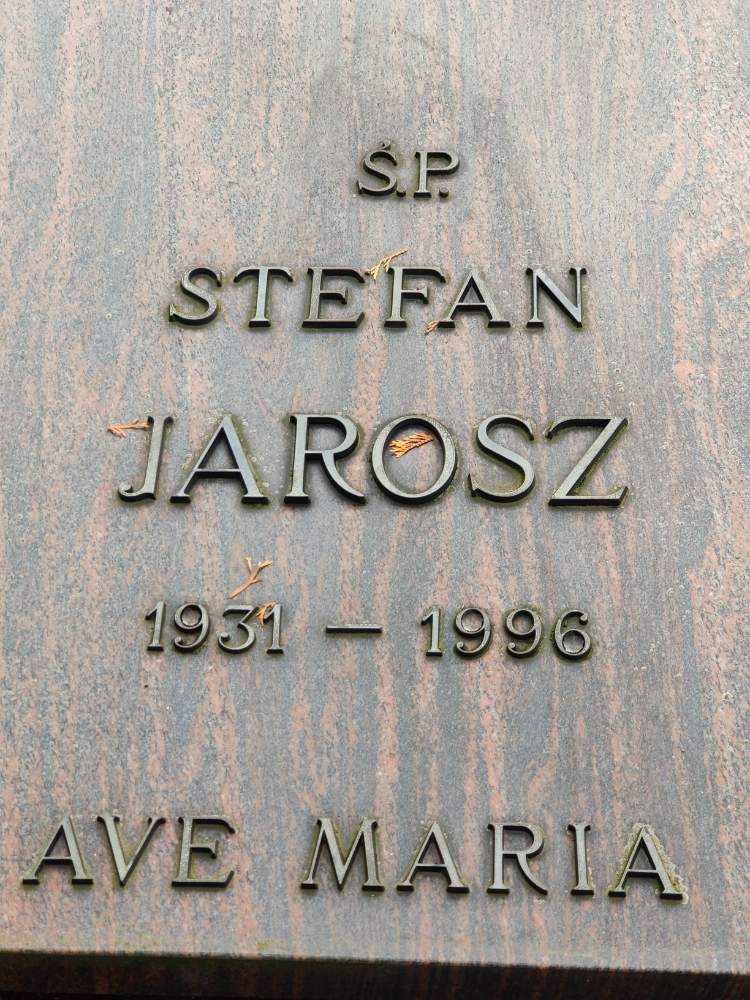 Ś.P.
STEFAN
JAROSZ
1931 – 1996
AVE MARIA